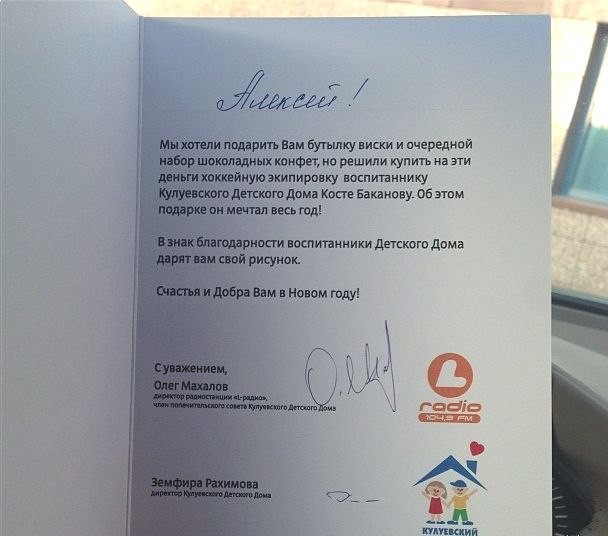 Алексей!
Мы хотели подарить Вам бутылку виски и очередной
набор шоколадных конфет, но решили купить на эти
деньги хоккейную экипировку воспитаннику
Кулуевского Детского Дома Косте Баканову. Об этом
подарке он мечтал весь год!
В знак благодарности воспитанники Детского Дома
дарят вам свой рисунок.
Счастья и Добра Вам в Новом году!
С уважением,
Олег Махалов
директор радиостанции «L-радио»,
член попечительского совета Кулуевского Детского Дома
L
radio
104,9 FM
Земфира Рахимова
директор Кулуевского Детского Дома
КУЛУЕВСКИЙ